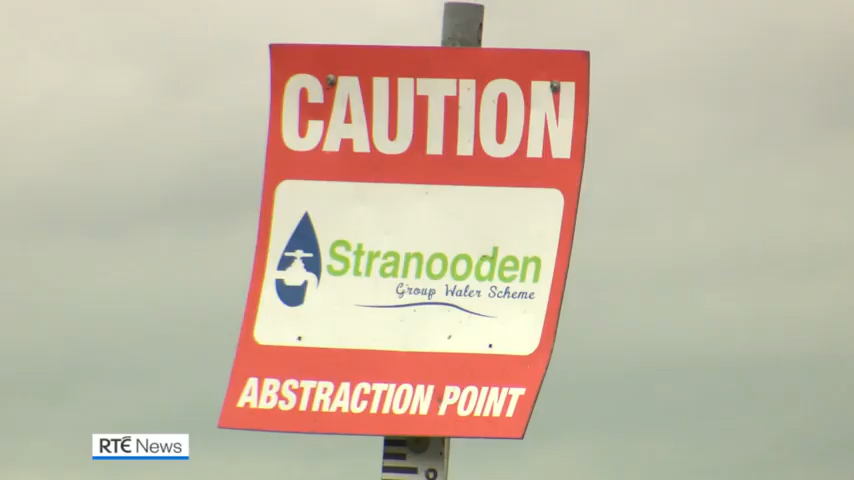 CAUTION
Stranooden
Group Water Scheme
ABSTRACTION POINT
RTÉ News